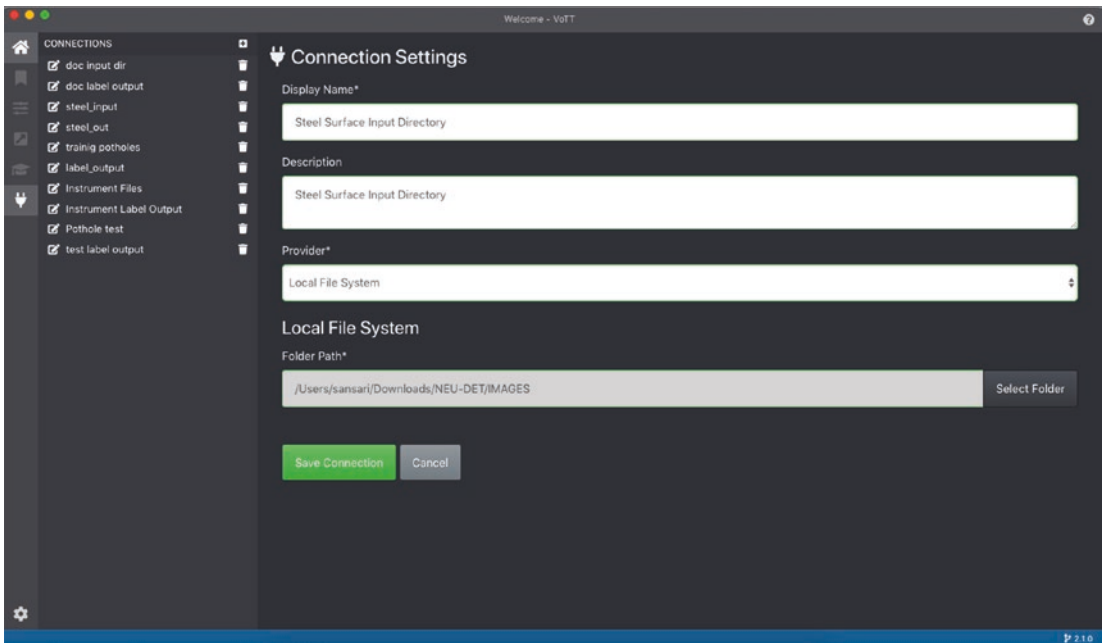 Welcome - VoTT
CONNECTIONS
doc input dir
doc label output
steel_input
steel_out
trainig potholes
label_output
Instrument Files
Instrument Label Output
Pothole test
test label output
Connection Settings
Display Name*
Steel Surface Input Directory
Description
Steel Surface Input Directory
Provider*
Local File System
Local File System
Folder Path*
/Users/sansari/Downloads/NEU-DET/IMAGES
Select Folder
Save Connection
Cancel
2.1.0